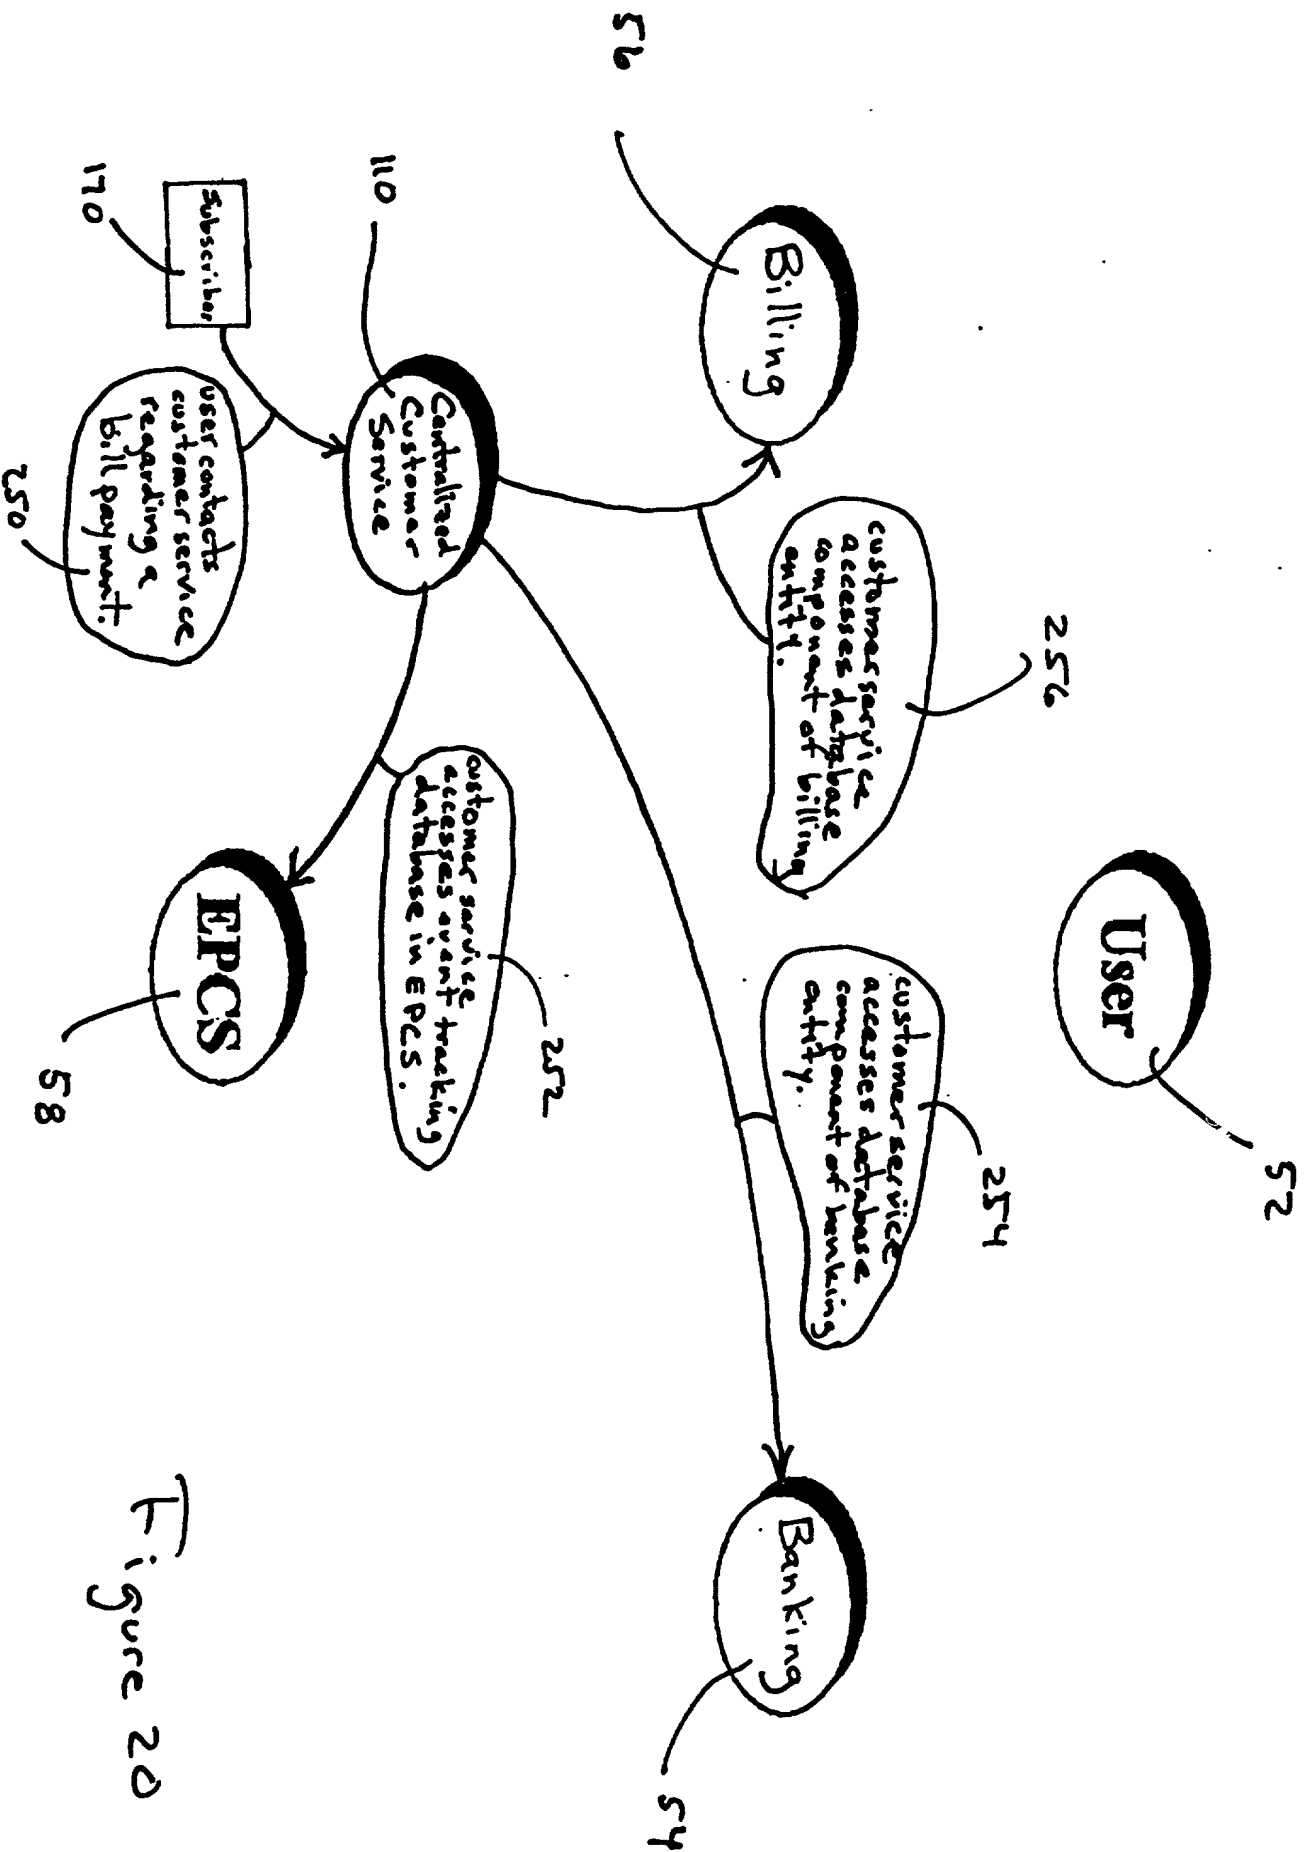 52
User
256
254
customer service
accesses database
component of billing
entity.
customer service
accesses database
component of banking
entity.
Billing
Banking
56
54
252
customer service
accesses event tracking
database in EPCS.
Centralized
Customer
Service
110
EPCS
Subscriber
user contacts
customer service
regarding a
bill payment.
170
58
250
Figure 20